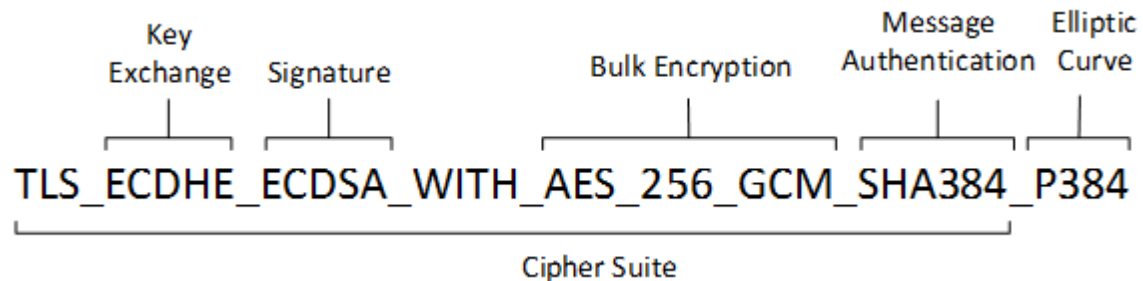 Key Exchange
Signature
Bulk Encryption
Message Authentication
Elliptic Curve
TLS_ECDHE_ECDSA_WITH_AES_256_GCM_SHA384_P384
Cipher Suite